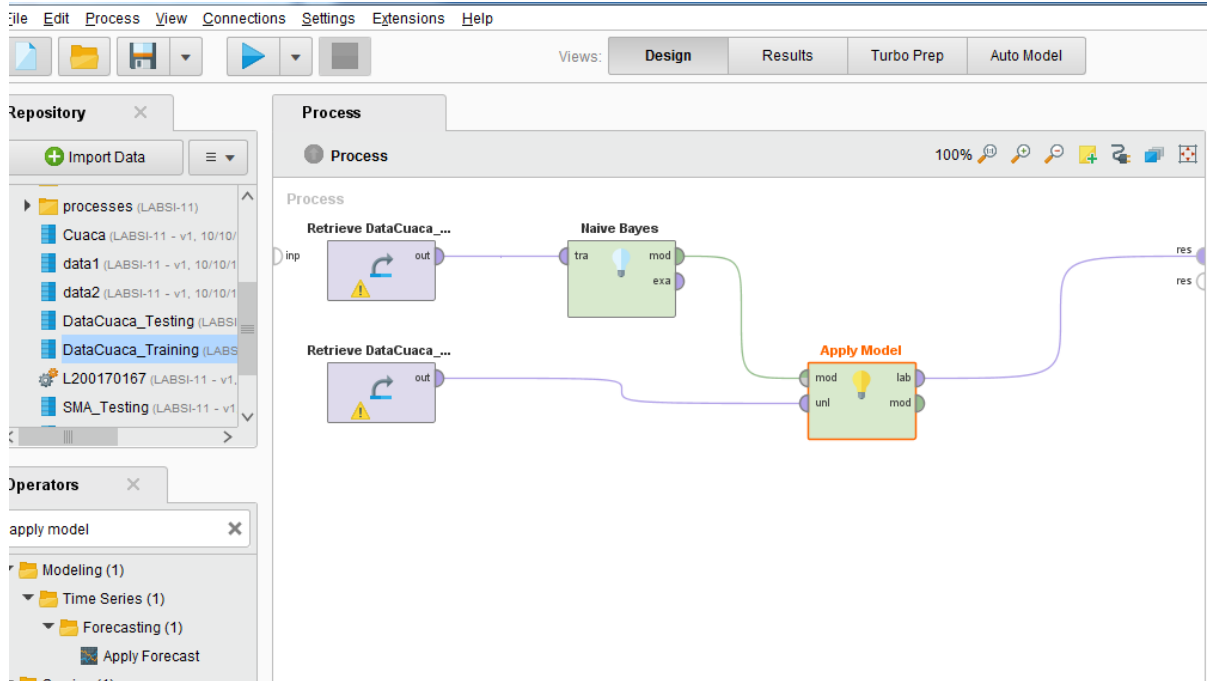 File Edit Process View Connections Settings Extensions Help
Views: Design Results Turbo Prep Auto Model
Repository
Import Data
processes (LABSI-11)
Cuaca (LABSI-11 - v1, 10/10/
data1 (LABSI-11 - v1, 10/10/1
data2 (LABSI-11 - v1, 10/10/1
DataCuaca_Testing (LABSI
DataCuaca_Training (LABS
L200170167 (LABSI-11 - v1,
SMA_Testing (LABSI-11 - v1
Operators
apply model
Modeling (1)
Time Series (1)
Forecasting (1)
Apply Forecast
Process
Process
100%
Process
Retrieve DataCuaca_...
inp
out
Naive Bayes
tra
mod
exa
res
res
Retrieve DataCuaca_...
out
Apply Model
mod
lab
unl
mod